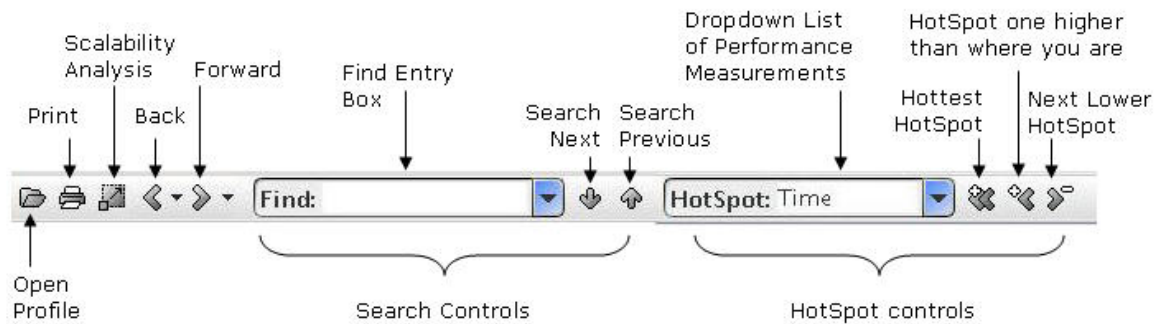 Scalability
Analysis
Print
Back
Forward
Find Entry
Box
Search
Next
Search
Previous
Dropdown List
of Performance
Measurements
HotSpot one higher
than where you are
Hottest
HotSpot
Next Lower
HotSpot
Find:
HotSpot: Time
Open
Profile
Search Controls
HotSpot controls